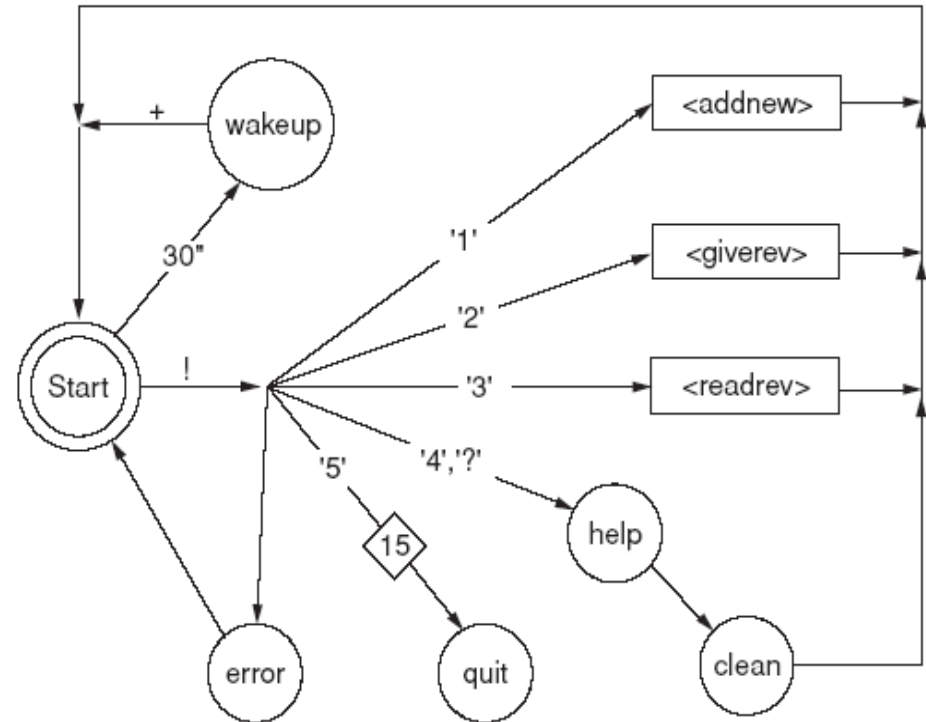 +
wakeup
<addnew>
30"
'1'
<giverev>
'2'
Start
!
'3'
<readrev>
'4','?'
'5'
15
help
error
quit
clean